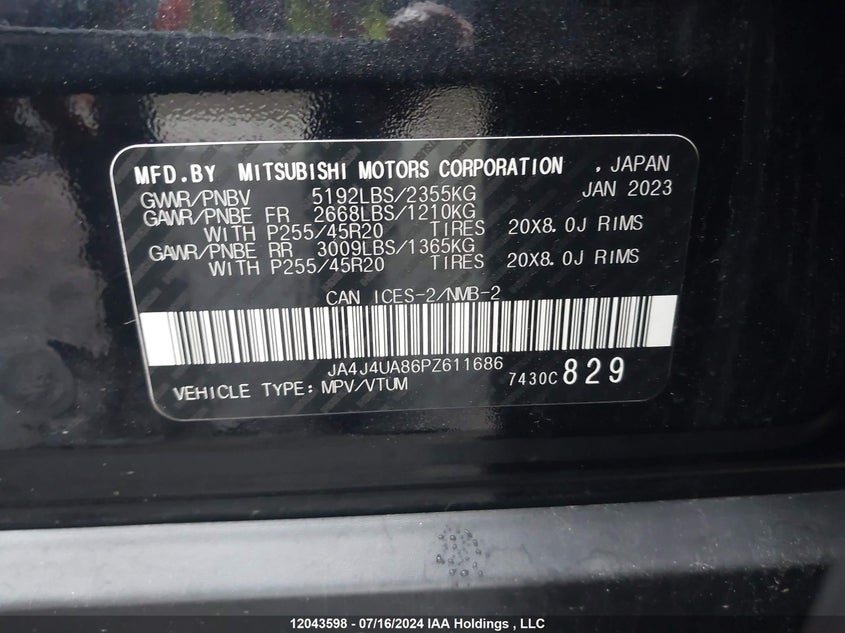 MFD.BY MITSUBISHI MOTORS CORPORATION , JAPAN
GVWR/PNBV 5192LBS/2355KG JAN 2023
GAWR/PNBE FR 2668LBS/1210KG
WITH P255/45R20 TIRES 20X8.0J RIMS
GAWR/PNBE RR 3009LBS/1365KG
WITH P255/45R20 TIRES 20X8.0J RIMS
CAN ICES-2/NMB-2
JA4J4UA86PZ611686
VEHICLE TYPE: MPV/VTUM 7430C 829
12043598 - 07/16/2024 IAA Holdings , LLC